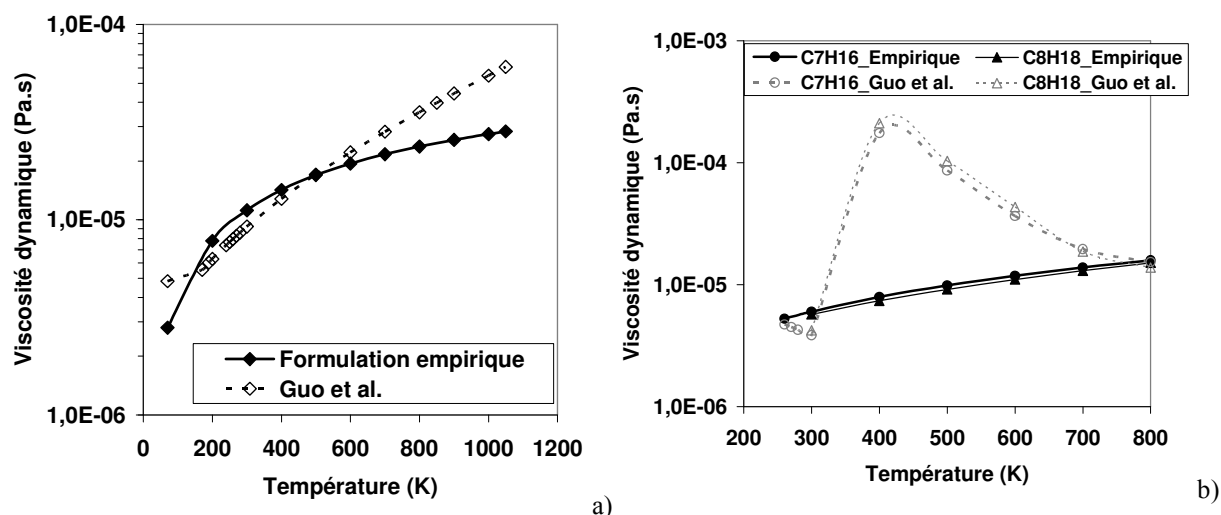 1,0E-04
1,0E-05
1,0E-06
Viscosité dynamique (Pa.s)
Formulation empirique
Guo et al.
0 200 400 600 800 1000 1200
Température (K)
a)
1,0E-03
1,0E-04
1,0E-05
1,0E-06
Viscosité dynamique (Pa.s)
C7H16_Empirique C8H18_Empirique
C7H16_Guo et al. C8H18_Guo et al.
200 300 400 500 600 700 800
Température (K)
b)